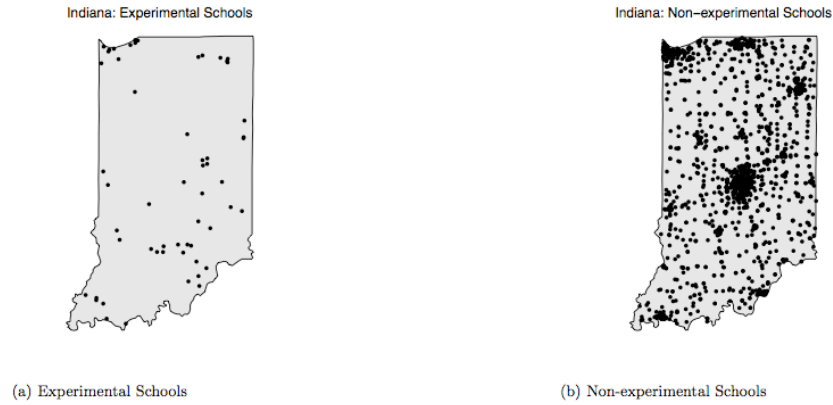 Indiana: Experimental Schools
Indiana: Non−experimental Schools
(a) Experimental Schools
(b) Non-experimental Schools